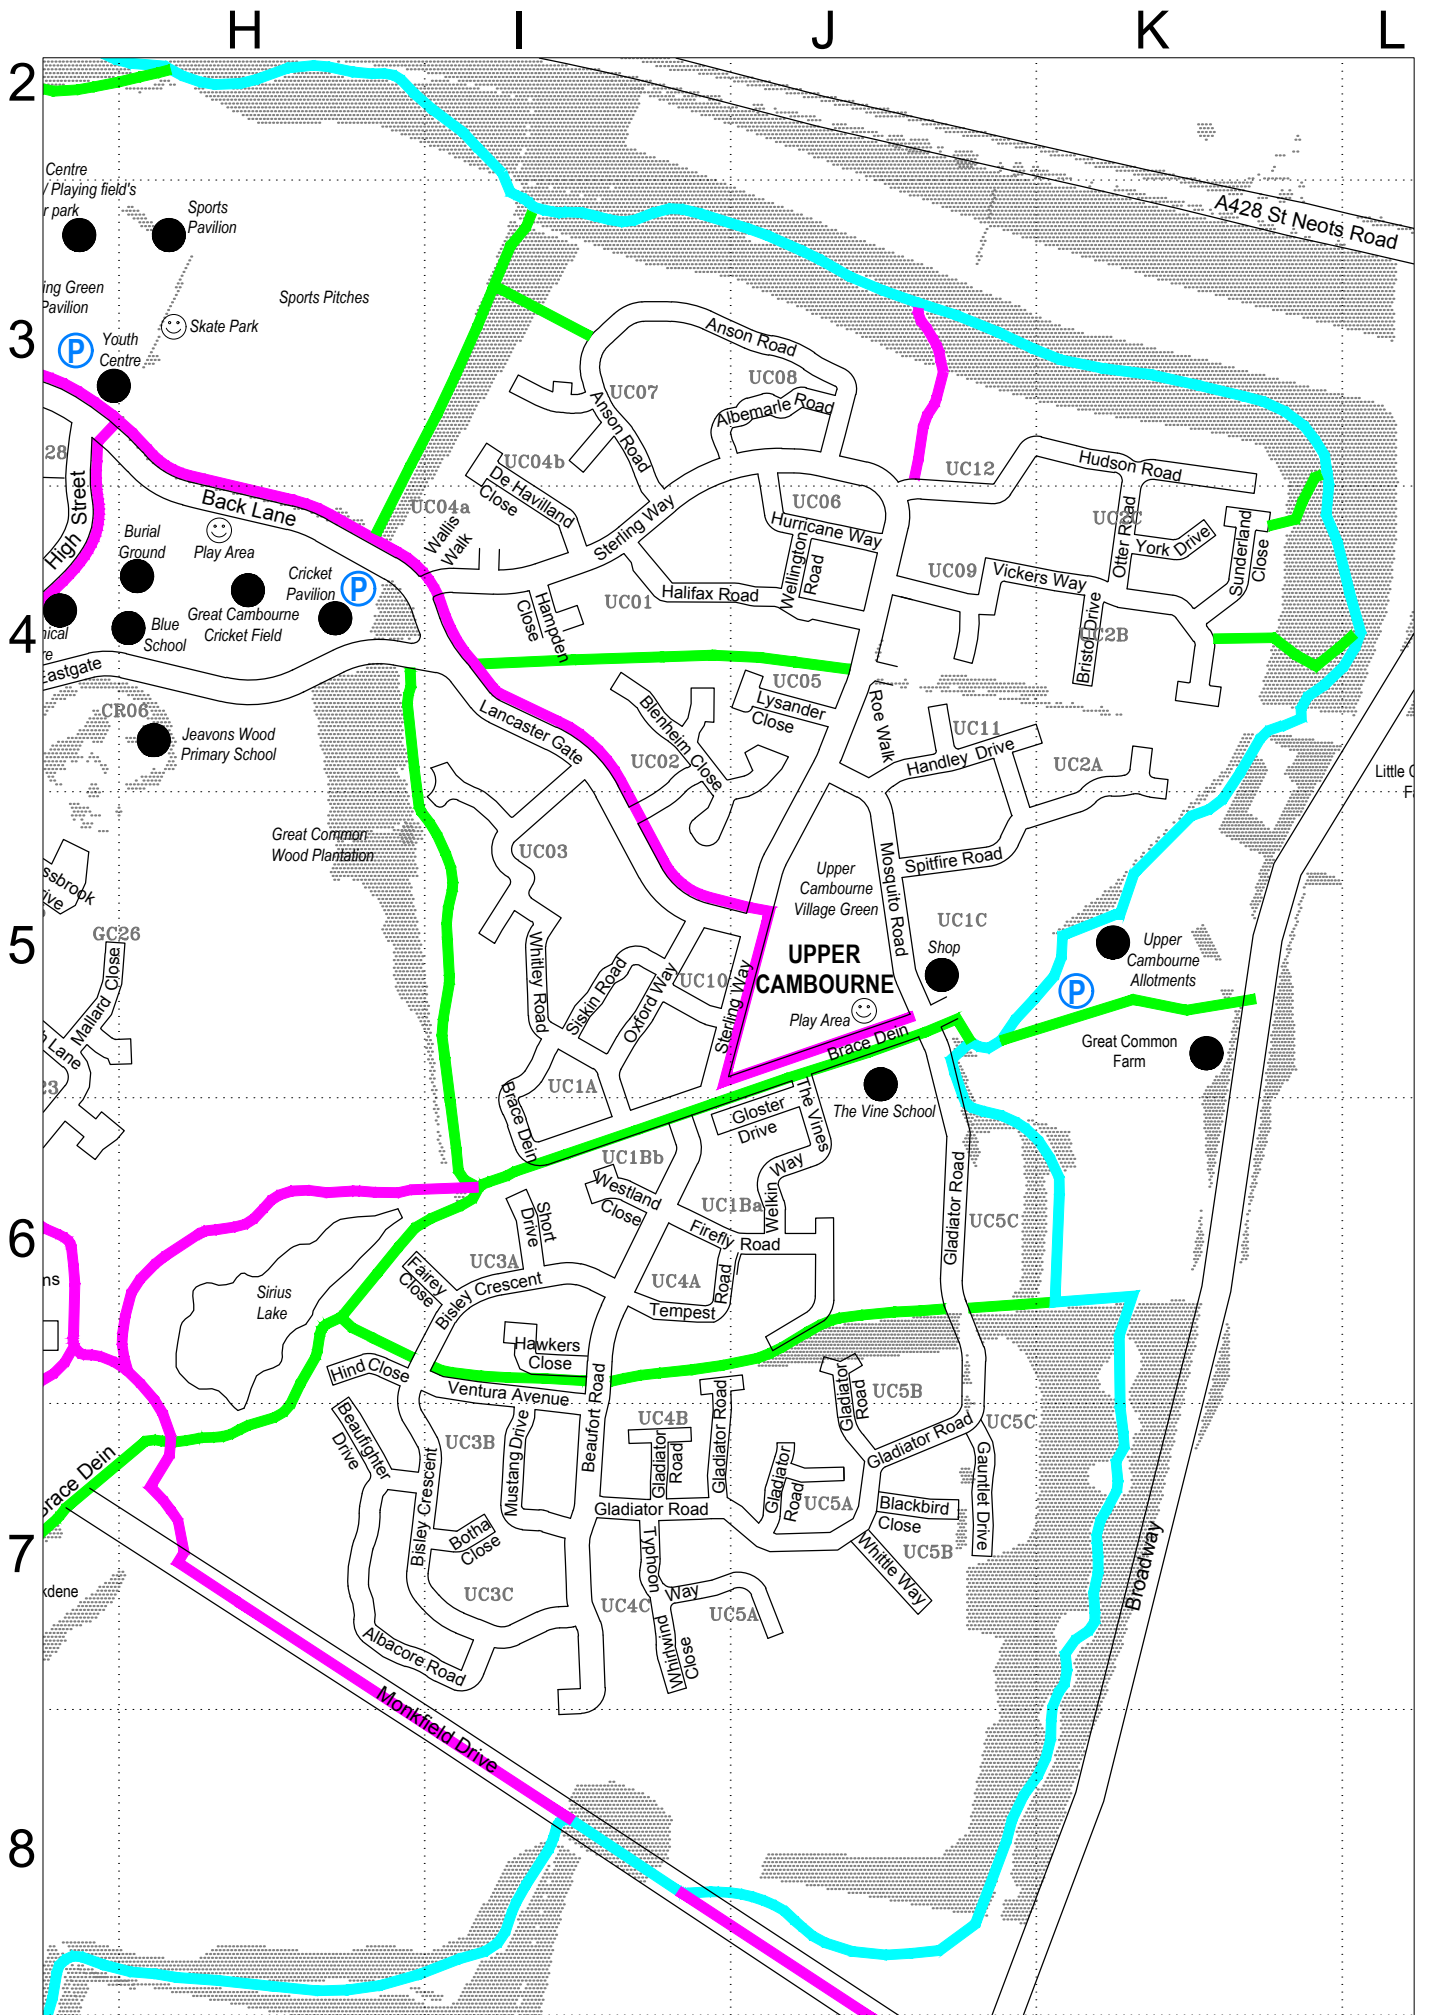 H
I
J
K
L
2
3
4
5
6
7
8
A428 St Neots Road
Centre
/ Playing field's
r park
Sports
Pavilion
ing Green
Pavilion
Sports Pitches
P
Youth
Centre
Skate Park
Anson Road
UC07
UC08
Albemarle Road
Anson Road
28
UC04b
De Havilland
Close
UC12
Hudson Road
High Street
Back Lane
UC04a
Wallis
Walk
Sterling Way
UC06
Hurricane Way
UC2C
Otter Road
York Drive
Sunderland
Close
Burial
Ground
Play Area
Cricket
Pavilion
P
Great Cambourne
Cricket Field
Blue
School
nical
re
Eastgate
Hampden
Close
UC01
Halifax Road
Wellington
Road
UC09
Vickers Way
UC2B
Bristol Drive
CR06
Jeavons Wood
Primary School
Lancaster Gate
UC02
Blenheim Close
UC05
Lysander
Close
Roe Walk
UC11
Handley Drive
UC2A
Little
F
Great Common
Wood Plantation
UC03
Upper
Cambourne
Village Green
Mosquito Road
Spitfire Road
ssbrook
rive
GC26
Mallard Close
Lane
23
Whitley Road
Siskin Road
Oxford Way
UC10
Sterling Way
UPPER
CAMBOURNE
UC1C
Shop
Play Area
Brace Dein
Upper
Cambourne
Allotments
P
Great Common
Farm
The Vine School
UC1A
Brace Dein
Gloster
Drive
The Vines
UC1Bb
Westland
Close
UC1Ba
Welkin Way
Firefly Road
Gladiator Road
UC5C
Short
Drive
UC3A
Fairey
Close
Bisley Crescent
UC4A
Tempest Road
ns
Sirius
Lake
Hawkers
Close
Hind Close
Ventura Avenue
Beaufort Road
Gladiator
Road
UC5B
Beaufighter
Drive
UC3B
Mustang Drive
UC4B
Gladiator
Road
Gladiator Road
Gladiator Road
UC5C
Gauntlet Drive
Brace Dein
Bisley Crescent
Botha
Close
Gladiator Road
Gladiator
Road
UC5A
Blackbird
Close
UC5B
Whittle Way
kdene
UC3C
UC4C
Typhoon Way
UC5A
Whirlwind
Close
Albacore Road
Broadway
Monkfield Drive